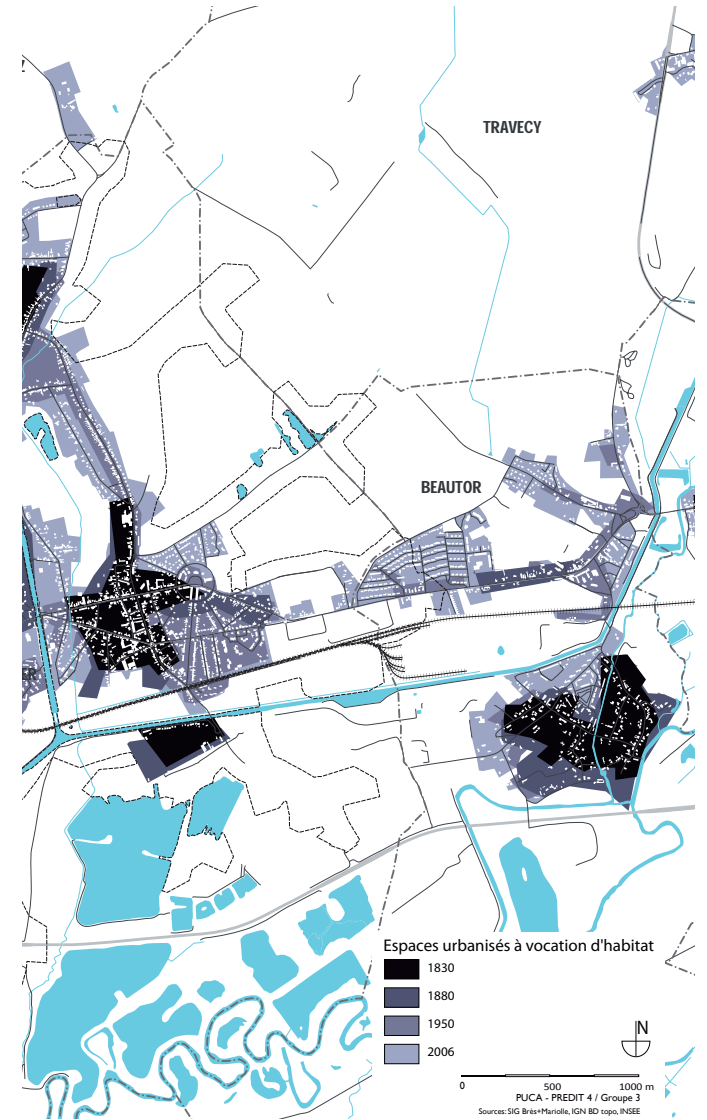 TRAVECY
BEAUTOR
Espaces urbanisés à vocation d'habitat
1830
1880
1950
2006
N
0 500 1000 m
PUCA - PREDIT 4 / Groupe 3
Sources: SIG Brès+Mariolle, IGN BD topo, INSEE